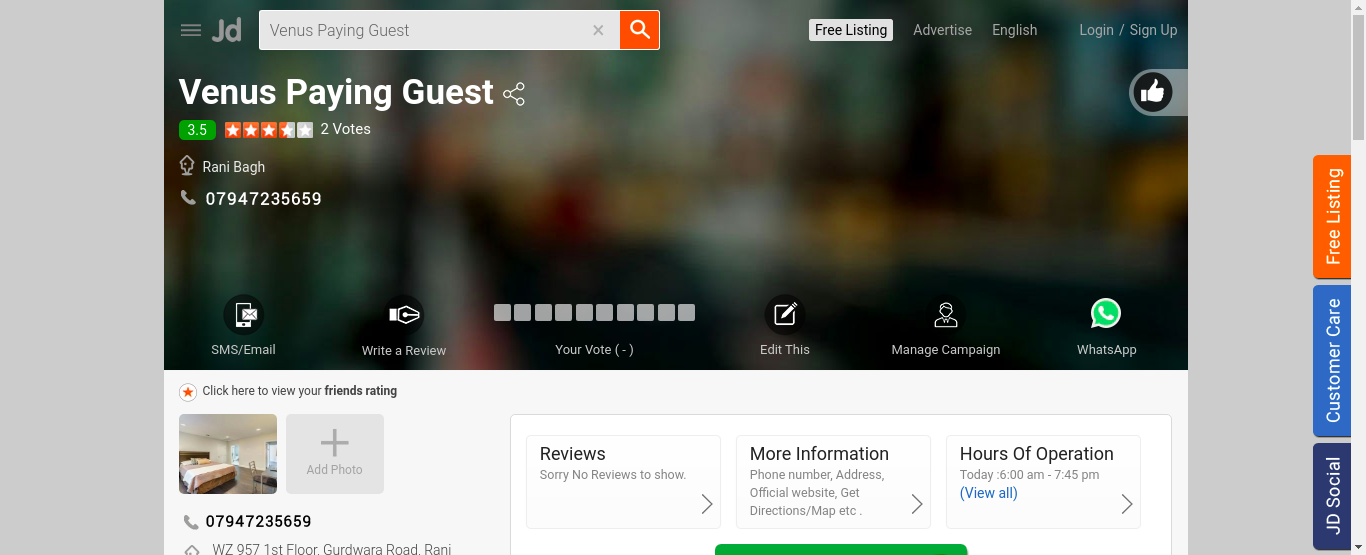 Jd
Venus Paying Guest
Free Listing
Advertise
English
Login / Sign Up
Venus Paying Guest
3.5
2 Votes
Rani Bagh
07947235659
SMS/Email
Write a Review
Your Vote ( - )
Edit This
Manage Campaign
WhatsApp
Free Listing
Customer Care
JD Social
Click here to view your friends rating
Add Photo
07947235659
WZ 957 1st Floor, Gurdwara Road, Rani
Reviews
Sorry No Reviews to show.
More Information
Phone number, Address,
Official website, Get
Directions/Map etc .
Hours Of Operation
Today :6:00 am - 7:45 pm
(View all)